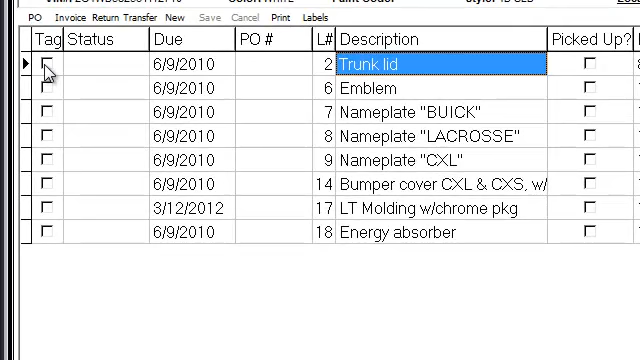 PO Invoice Return Transfer New Save Cancel Print Labels
Tag Status Due PO # L# Description Picked Up?
6/9/2010 2 Trunk lid
6/9/2010 6 Emblem
6/9/2010 7 Nameplate "BUICK"
6/9/2010 8 Nameplate "LACROSSE"
6/9/2010 9 Nameplate "CXL"
6/9/2010 14 Bumper cover CXL & CXS, w/
3/12/2012 17 LT Molding w/chrome pkg
6/9/2010 18 Energy absorber